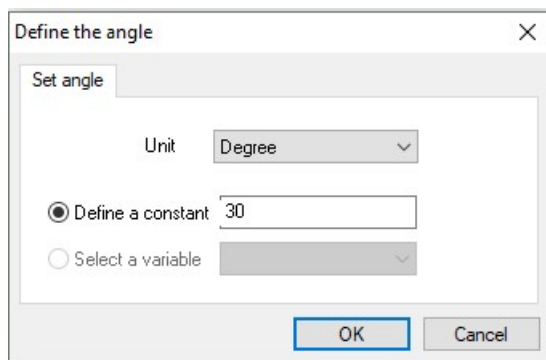 Define the angle
Set angle
Unit Degree
Define a constant 30
Select a variable
OK Cancel